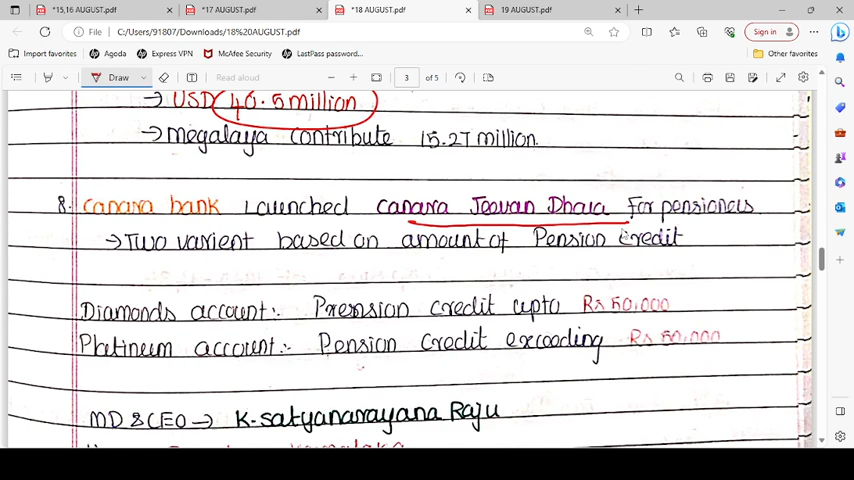 *15,16 AUGUST.pdf
*17 AUGUST.pdf
*18 AUGUST.pdf
19 AUGUST.pdf
File C:/Users/91807/Downloads/18%20AUGUST.pdf
Sign in
Import favorites
Agoda
Express VPN
McAfee Security
LastPass password...
Other favorites
Draw
Read aloud
3 of 5
→ USD 46.5 million
→ Megalaya contribute 15.27 million.
8. Canara bank Launched Canara Jeevan Dhara For pensioners
→ Two varient based on amount of Pension credit
Diamonds account:- Prension credit upto Rs 50,000
Platineum account:- Pension credit exceeding Rs 50,000
MD & CEO → K. Satyanarayana Raju